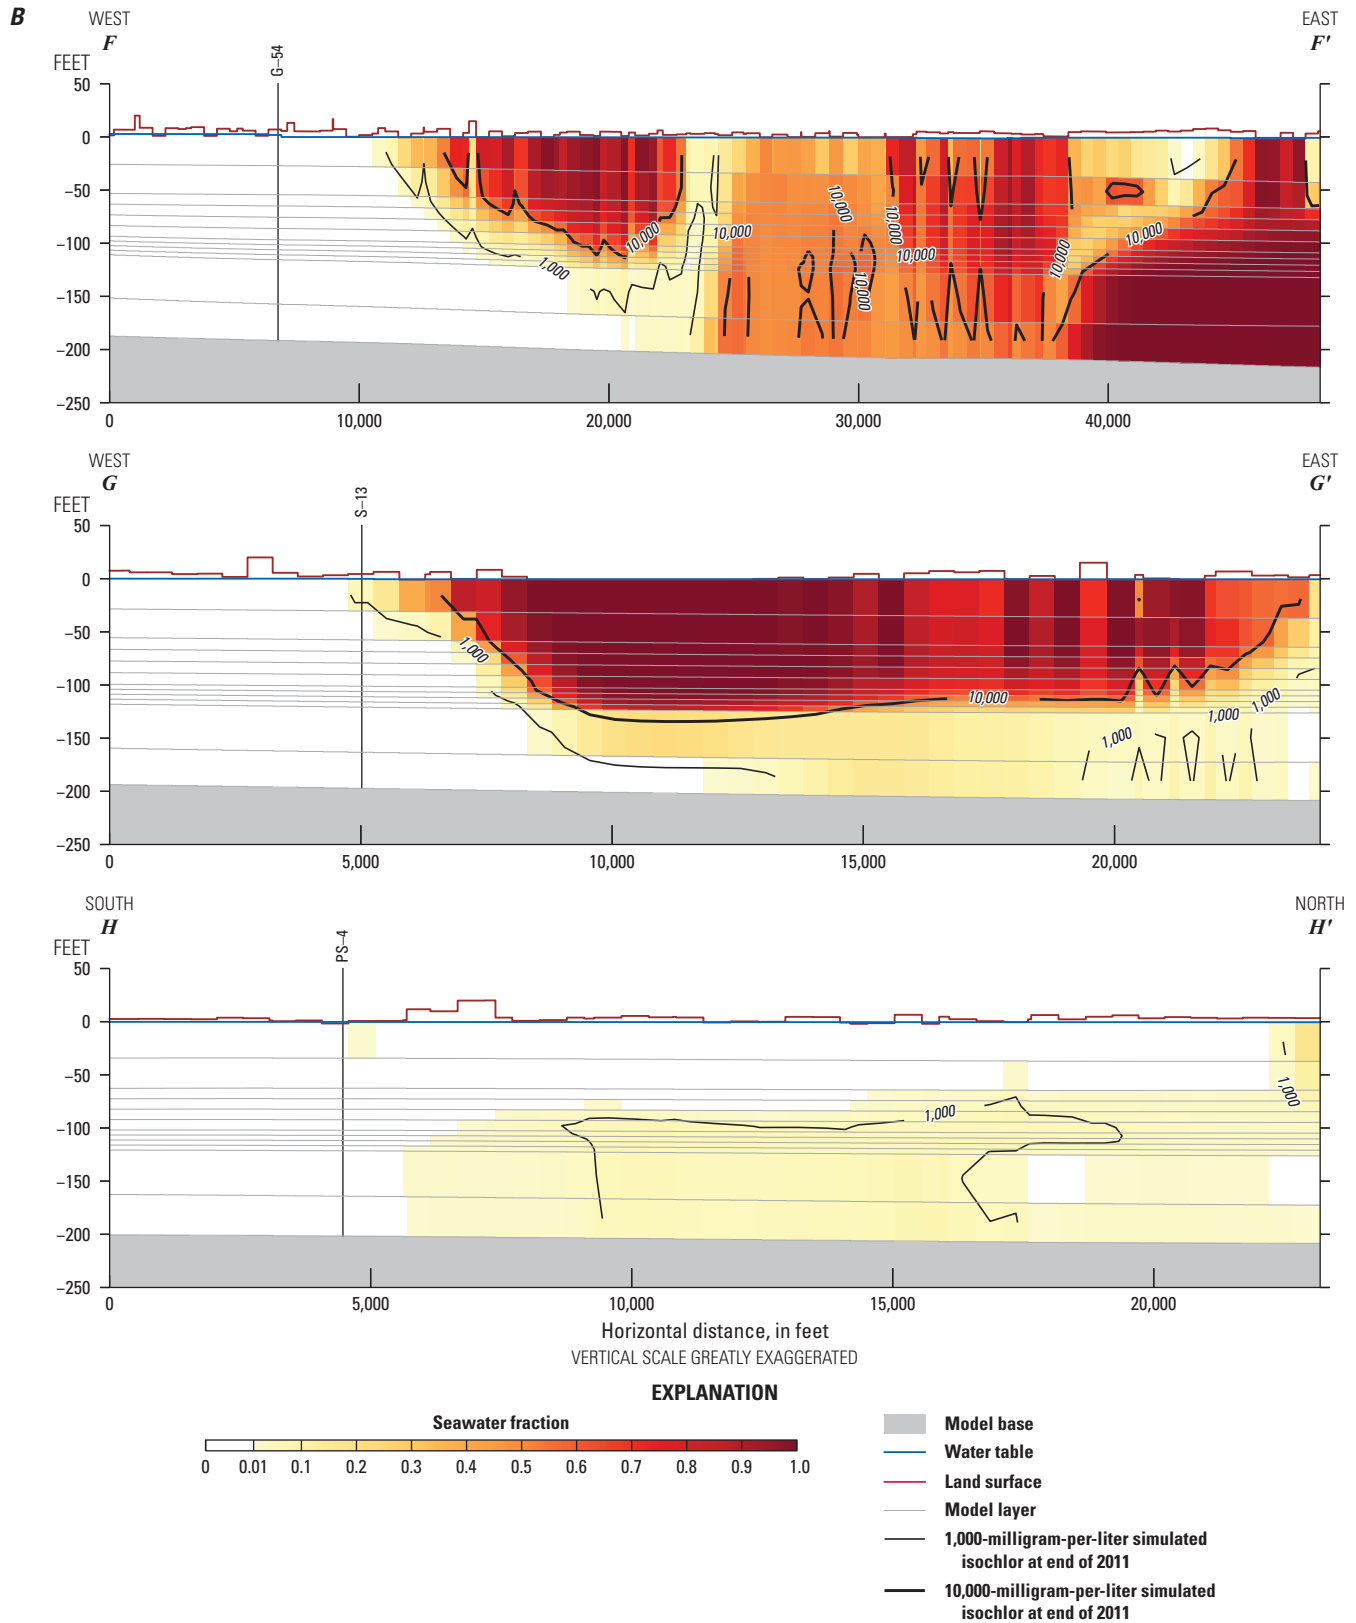 B
WEST
F
EAST
F'
FEET
G–54
50
0
–50
–100
–150
–200
–250
1,000
10,000
10,000
10,000
10,000
10,000
10,000
10,000
10,000
0 10,000 20,000 30,000 40,000
WEST
G
EAST
G'
FEET
S–13
50
0
–50
–100
–150
–200
–250
1,000
10,000
1,000
1,000
1,000
0 5,000 10,000 15,000 20,000
SOUTH
H
NORTH
H'
FEET
PS–4
50
0
–50
–100
–150
–200
–250
1,000
1,000
0 5,000 10,000 15,000 20,000
Horizontal distance, in feet
VERTICAL SCALE GREATLY EXAGGERATED
EXPLANATION
Seawater fraction
0 0.01 0.1 0.2 0.3 0.4 0.5 0.6 0.7 0.8 0.9 1.0
Model base
Water table
Land surface
Model layer
1,000-milligram-per-liter simulated
isochlor at end of 2011
10,000-milligram-per-liter simulated
isochlor at end of 2011